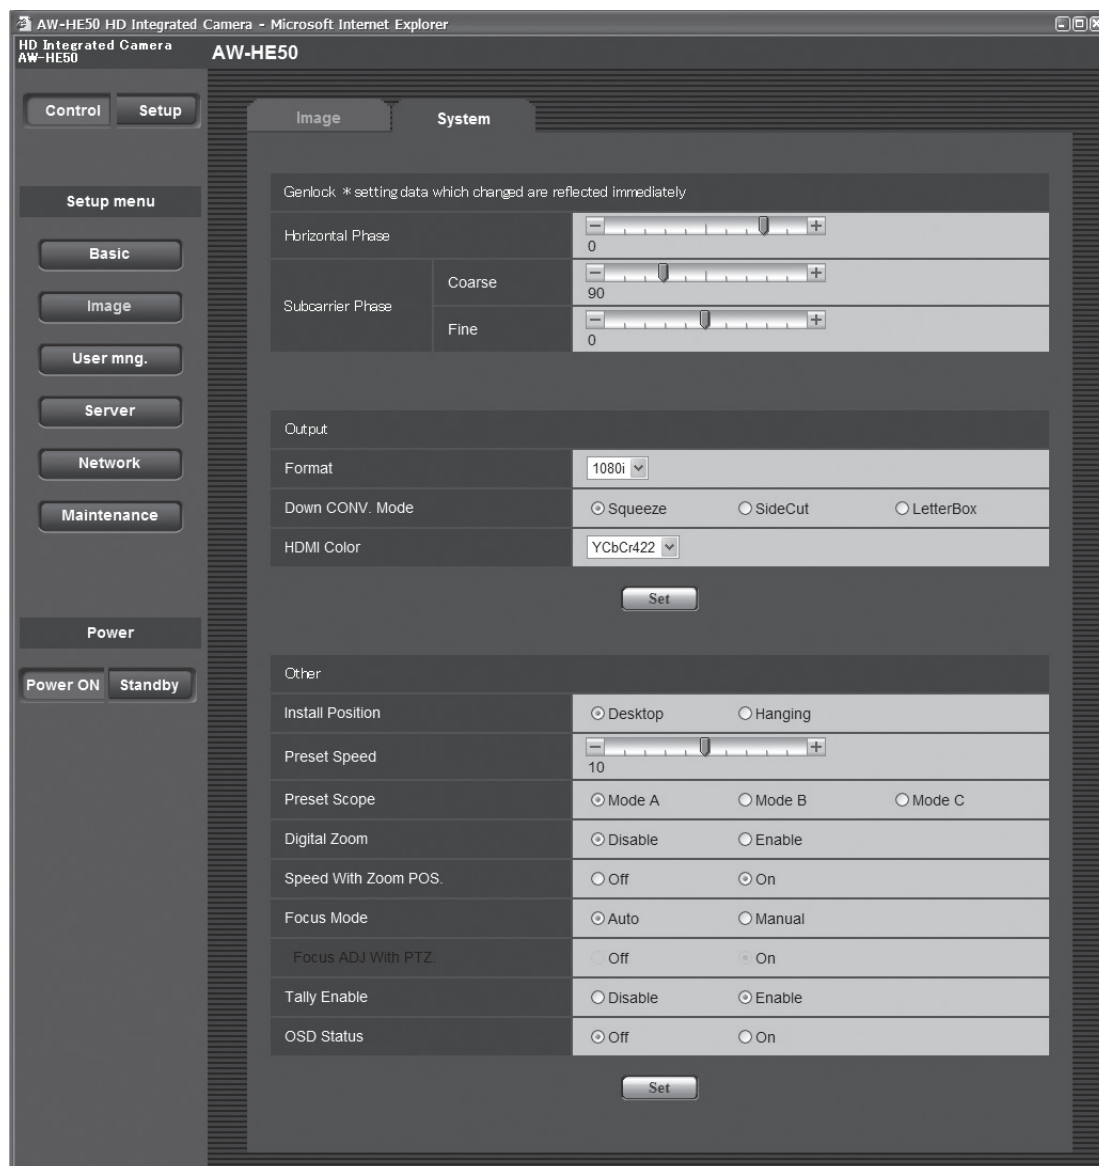 AW-HE50 HD Integrated Camera - Microsoft Internet Explorer
HD Integrated Camera
AW-HE50
AW-HE50
Control Setup
Setup menu
Basic
Image
User mng.
Server
Network
Maintenance
Power
Power ON Standby
Image System
Genlock * setting data which changed are reflected immediately
Horizontal Phase
0
Subcarrier Phase
Coarse
90
Fine
0
Output
Format 1080i
Down CONV. Mode Squeeze SideCut LetterBox
HDMI Color YCbCr422
Set
Other
Install Position Desktop Hanging
Preset Speed
10
Preset Scope Mode A Mode B Mode C
Digital Zoom Disable Enable
Speed With Zoom POS. Off On
Focus Mode Auto Manual
Focus ADJ With PTZ. Off On
Tally Enable Disable Enable
OSD Status Off On
Set